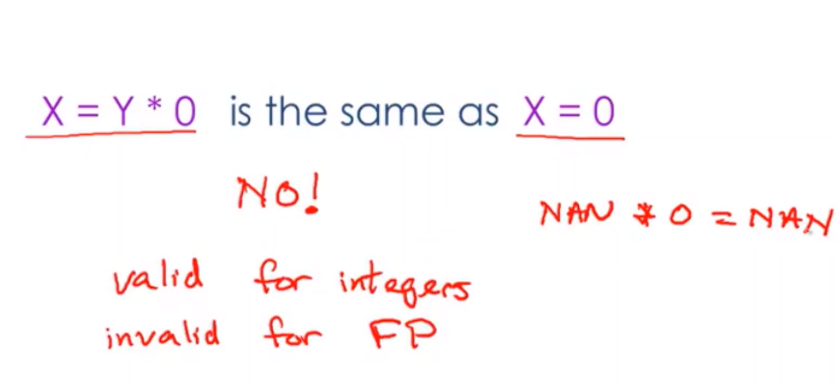 X = Y * 0 is the same as X = 0
NO!
NAN * 0 = NAN
valid for integers
invalid for FP